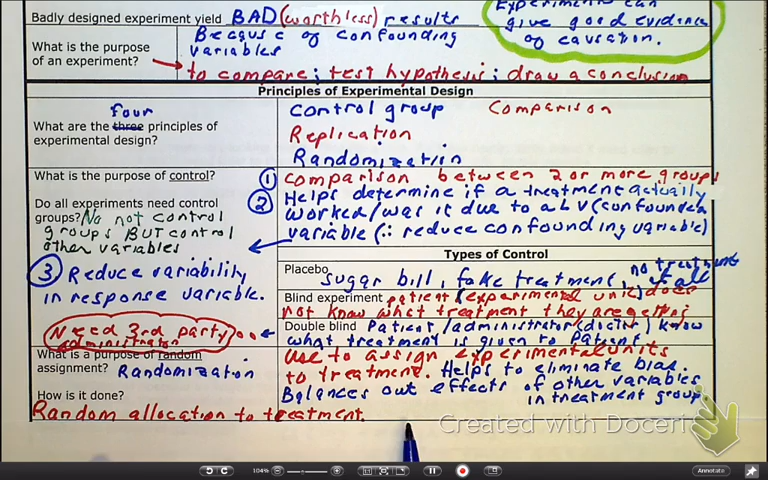 Badly designed experiment yield BAD (worthless) results
Experiments can
give good evidence
of causation.
Because of confounding
variables
What is the purpose
of an experiment?
to compare; test hypothesis; draw a conclusion
Principles of Experimental Design
four
What are the three principles of
experimental design?
Control group Comparison
Replication
Randomization
What is the purpose of control?
① Comparison between 2 or more groups
Do all experiments need control
groups? No not control
groups BUT control
other variables
② Helps determine if a treatment actually
worked/was it due to a LV (confounded
variable (∴ reduce confounding variable)
③ Reduce variability
in response variable.
Types of Control
Placebo
sugar bill, fake treatment, no treatment at all
Blind experiment patient (experimental unit) does
not know what treatment they are getting
Need 3rd party
administrator
Double blind Patient/administrator (doctor) know
what treatment is given to Patient.
What is a purpose of random
assignment? Randomization
Use to assign experimental units
to treatment. Helps to eliminate bias.
Balances out effects of other variables
in treatment group
How is it done?
Random allocation to treatment.
Created with Doceri
104%
Annotate